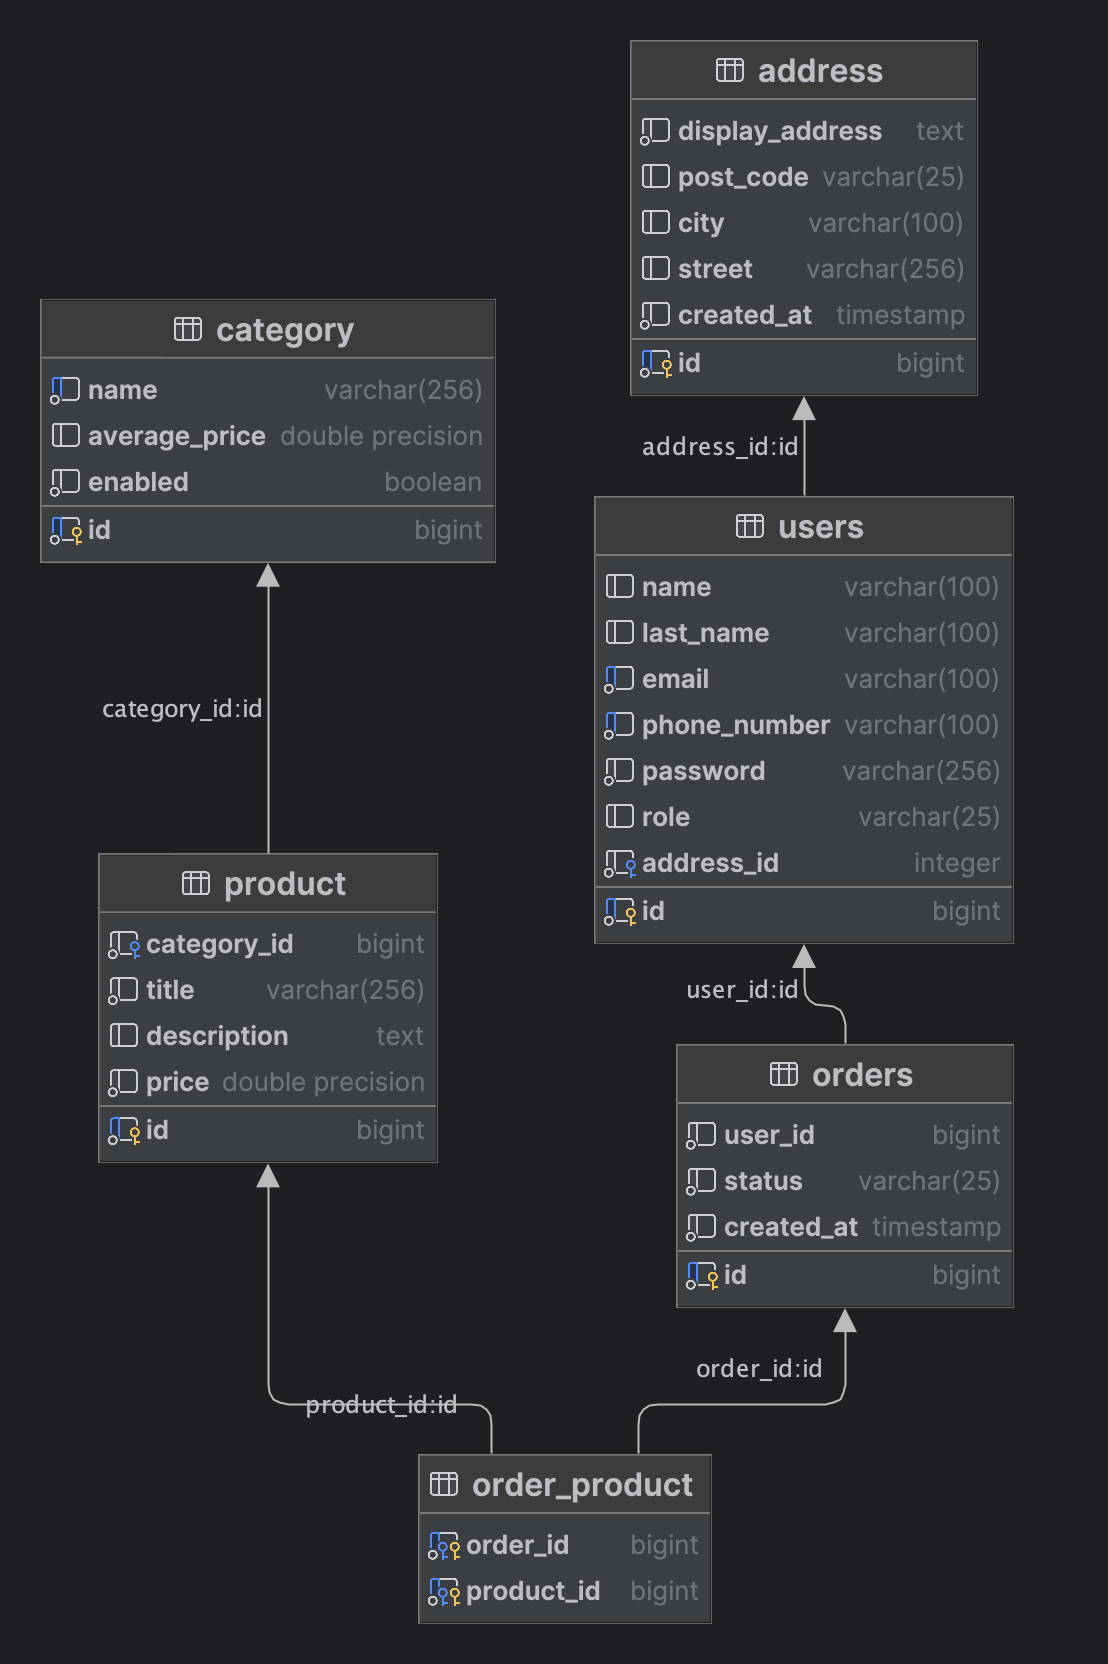 address
display_address text
post_code varchar(25)
city varchar(100)
street varchar(256)
created_at timestamp
id bigint
category
name varchar(256)
average_price double precision
enabled boolean
id bigint
address_id:id
users
name varchar(100)
last_name varchar(100)
email varchar(100)
phone_number varchar(100)
password varchar(256)
role varchar(25)
address_id integer
id bigint
category_id:id
product
category_id bigint
title varchar(256)
description text
price double precision
id bigint
user_id:id
orders
user_id bigint
status varchar(25)
created_at timestamp
id bigint
product_id:id
order_id:id
order_product
order_id bigint
product_id bigint